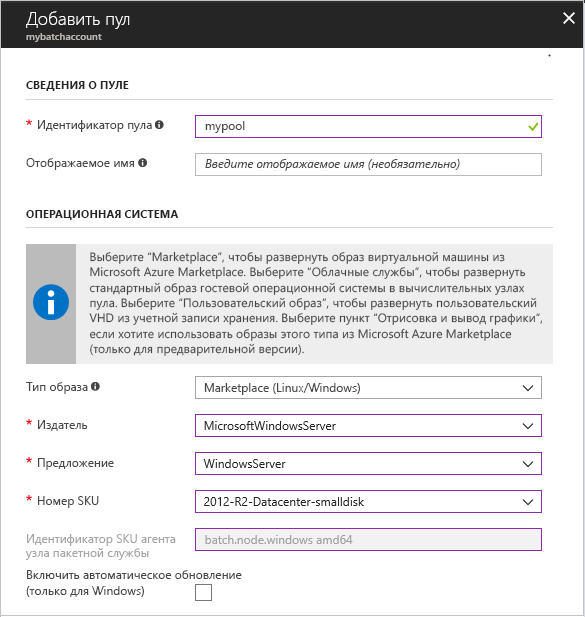 Добавить пул
mybatchaccount
СВЕДЕНИЯ О ПУЛЕ
* Идентификатор пула
mypool
Отображаемое имя
Введите отображаемое имя (необязательно)
ОПЕРАЦИОННАЯ СИСТЕМА
Выберите "Marketplace", чтобы развернуть образ виртуальной машины из
Microsoft Azure Marketplace. Выберите "Облачные службы", чтобы развернуть
стандартный образ гостевой операционной системы в вычислительных узлах
пула. Выберите "Пользовательский образ", чтобы развернуть пользовательский
VHD из учетной записи хранения. Выберите пункт "Отрисовка и вывод графики",
если хотите использовать образы этого типа из Microsoft Azure Marketplace
(только для предварительной версии).
Тип образа
Marketplace (Linux/Windows)
* Издатель
MicrosoftWindowsServer
* Предложение
WindowsServer
* Номер SKU
2012-R2-Datacenter-smalldisk
Идентификатор SKU агента
узла пакетной службы
batch.node.windows amd64
Включить автоматическое обновление
(только для Windows)